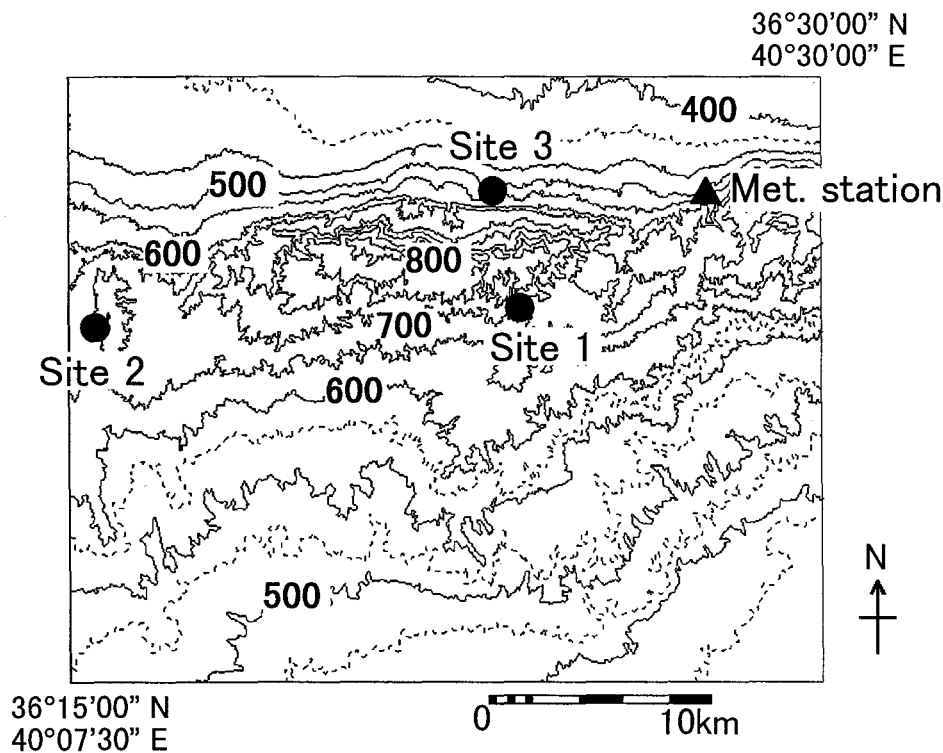 36°30'00" N
40°30'00" E
400
Site 3
500
Met. station
600
800
700
Site 1
Site 2
600
500
N
0
10km
36°15'00" N
40°07'30" E